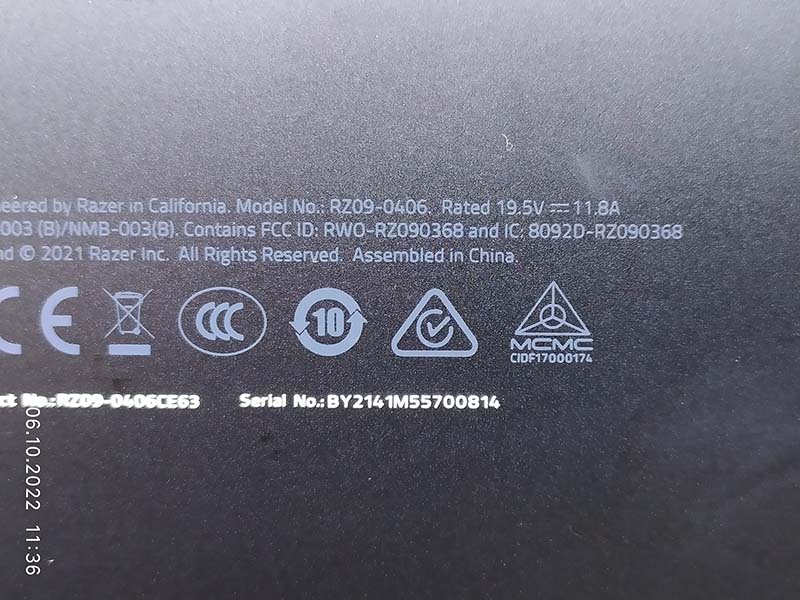 eered by Razer in California. Model No.: RZ09-0406. Rated 19.5V ⎓ 11.8A
003 (B)/NMB-003(B). Contains FCC ID: RWO-RZ090368 and IC: 8092D-RZ090368
nd © 2021 Razer Inc. All Rights Reserved. Assembled in China.
CE
CCC
10
MCMC
CIDF17000174
ct No.:RZ09-0406CE63 Serial No.:BY2141M55700814
06.10.2022 11:36